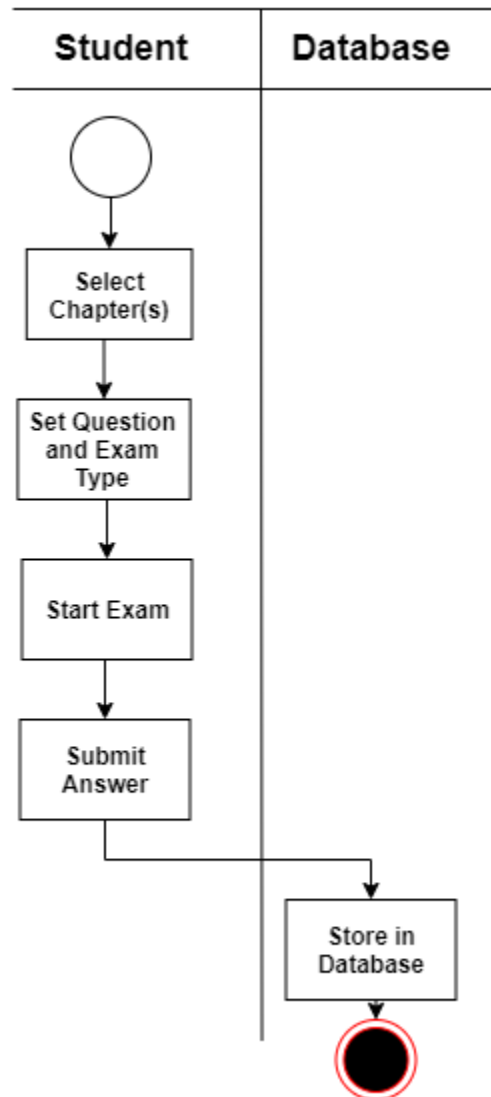 Student
Database
Select
Chapter(s)
Set Question
and Exam
Type
Start Exam
Submit
Answer
Store in
Database